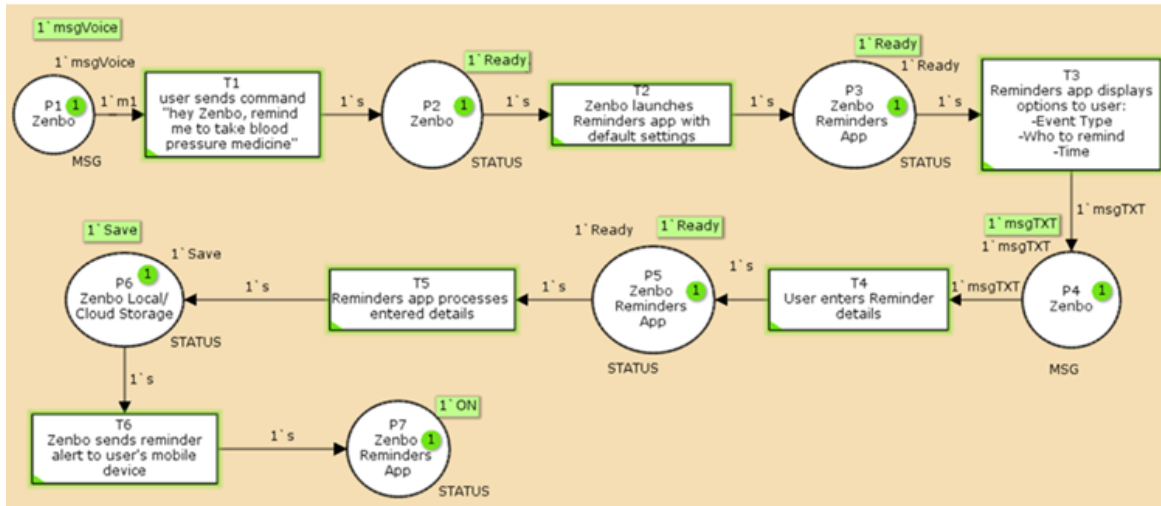 1`msgVoice
1`msgVoice
P1
Zenbo
1
1`m1
MSG
T1
user sends command
"hey Zenbo, remind
me to take blood
pressure medicine"
1`s
P2
Zenbo
1
1`Ready
STATUS
1`s
T2
Zenbo launches
Reminders app with
default settings
1`s
1`Ready
1`Ready
P3
Zenbo
Reminders
App
1
STATUS
1`s
T3
Reminders app displays
options to user:
-Event Type
-Who to remind
-Time
1`msgTXT
1`msgTXT
1`msgTXT
P4
Zenbo
1
MSG
1`msgTXT
T4
User enters Reminder
details
1`s
1`Ready
1`Ready
P5
Zenbo
Reminders
App
1
STATUS
1`s
T5
Reminders app processes
entered details
1`s
1`Save
1`Save
P6
Zenbo Local/
Cloud Storage
1
STATUS
1`s
T6
Zenbo sends reminder
alert to user's mobile
device
1`s
1`ON
P7
Zenbo
Reminders
App
1
STATUS